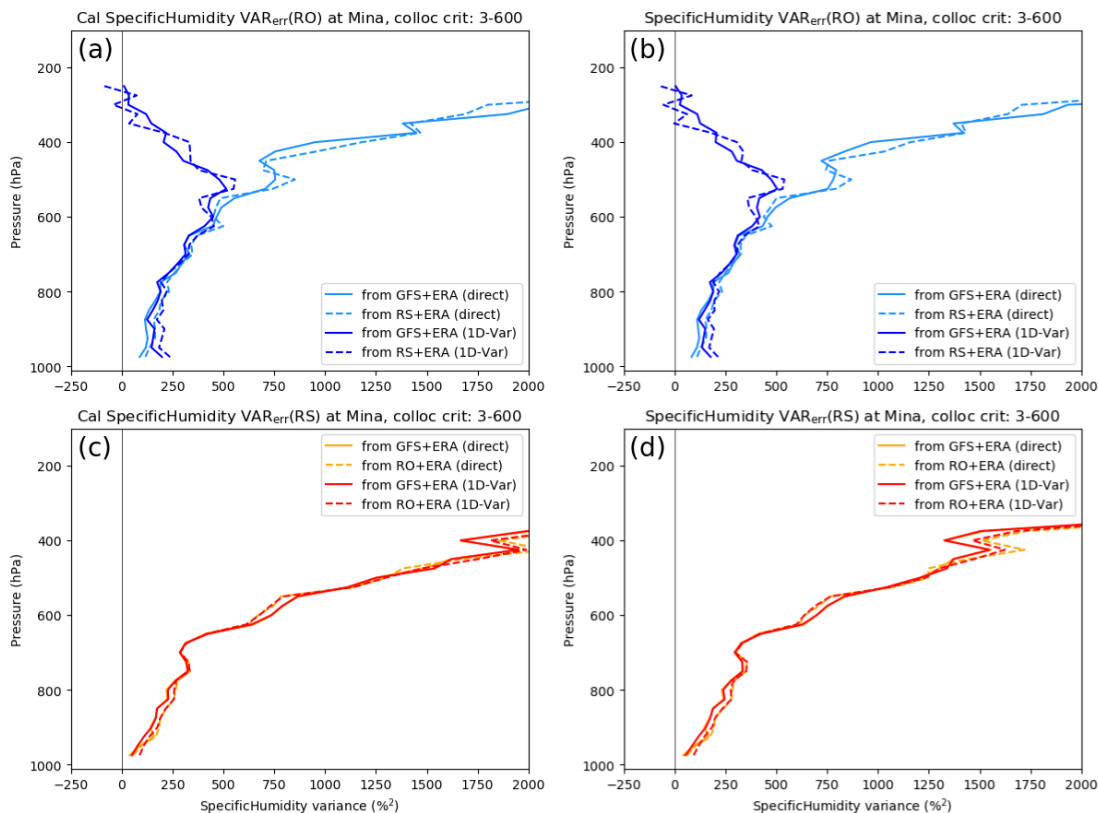 Cal SpecificHumidity VARerr(RO) at Mina, colloc crit: 3-600
(a)
200
400
600
800
1000
Pressure (hPa)
from GFS+ERA (direct)
from RS+ERA (direct)
from GFS+ERA (1D-Var)
from RS+ERA (1D-Var)
−250 0 250 500 750 1000 1250 1500 1750 2000
SpecificHumidity VARerr(RO) at Mina, colloc crit: 3-600
(b)
200
400
600
800
1000
Pressure (hPa)
from GFS+ERA (direct)
from RS+ERA (direct)
from GFS+ERA (1D-Var)
from RS+ERA (1D-Var)
−250 0 250 500 750 1000 1250 1500 1750 2000
Cal SpecificHumidity VARerr(RS) at Mina, colloc crit: 3-600
(c)
from GFS+ERA (direct)
from RO+ERA (direct)
from GFS+ERA (1D-Var)
from RO+ERA (1D-Var)
200
400
600
800
1000
Pressure (hPa)
−250 0 250 500 750 1000 1250 1500 1750 2000
SpecificHumidity variance (%²)
SpecificHumidity VARerr(RS) at Mina, colloc crit: 3-600
(d)
from GFS+ERA (direct)
from RO+ERA (direct)
from GFS+ERA (1D-Var)
from RO+ERA (1D-Var)
200
400
600
800
1000
Pressure (hPa)
−250 0 250 500 750 1000 1250 1500 1750 2000
SpecificHumidity variance (%²)